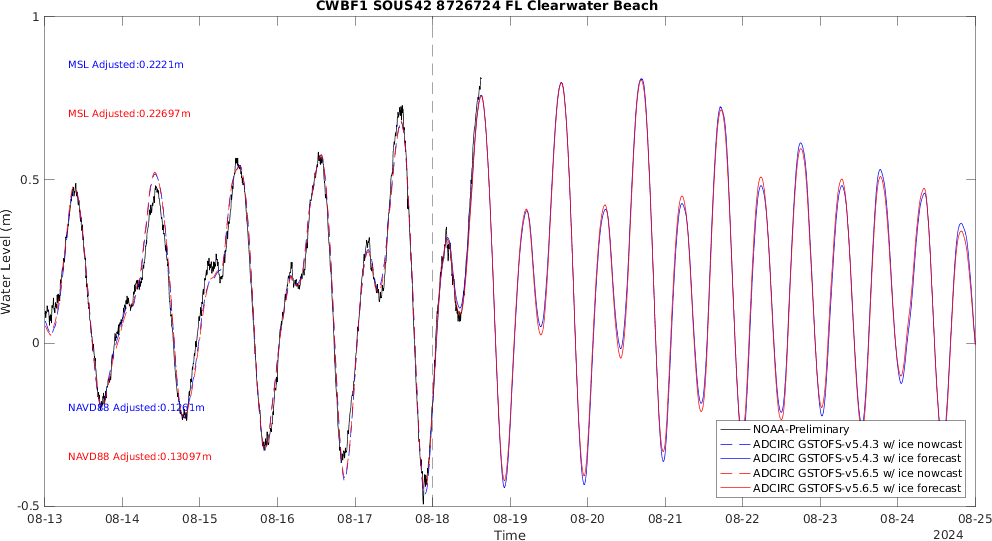 CWBF1 SOUS42 8726724 FL Clearwater Beach
1
MSL Adjusted:0.2221m
MSL Adjusted:0.22697m
0.5
Water Level (m)
0
NAVD88 Adjusted:0.1261m
NAVD88 Adjusted:0.13097m
NOAA-Preliminary
ADCIRC GSTOFS-v5.4.3 w/ ice nowcast
ADCIRC GSTOFS-v5.4.3 w/ ice forecast
ADCIRC GSTOFS-v5.6.5 w/ ice nowcast
ADCIRC GSTOFS-v5.6.5 w/ ice forecast
-0.5
08-13 08-14 08-15 08-16 08-17 08-18 08-19 08-20 08-21 08-22 08-23 08-24 08-25
Time
2024